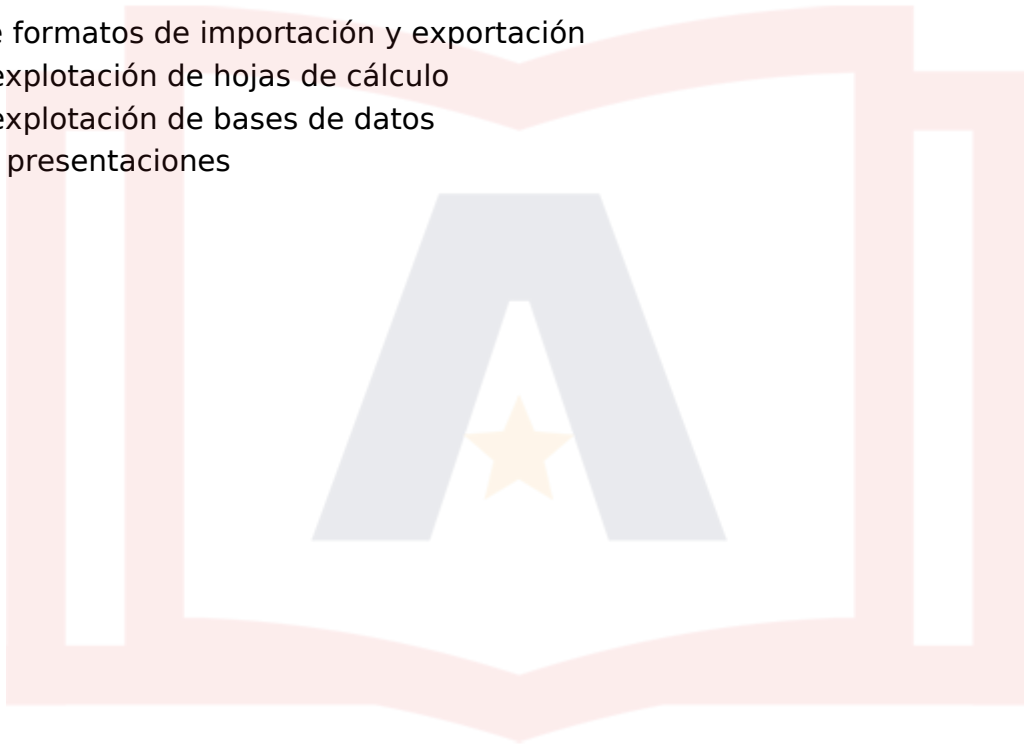 formatos de importación y exportación
explotación de hojas de cálculo
explotación de bases de datos
presentaciones